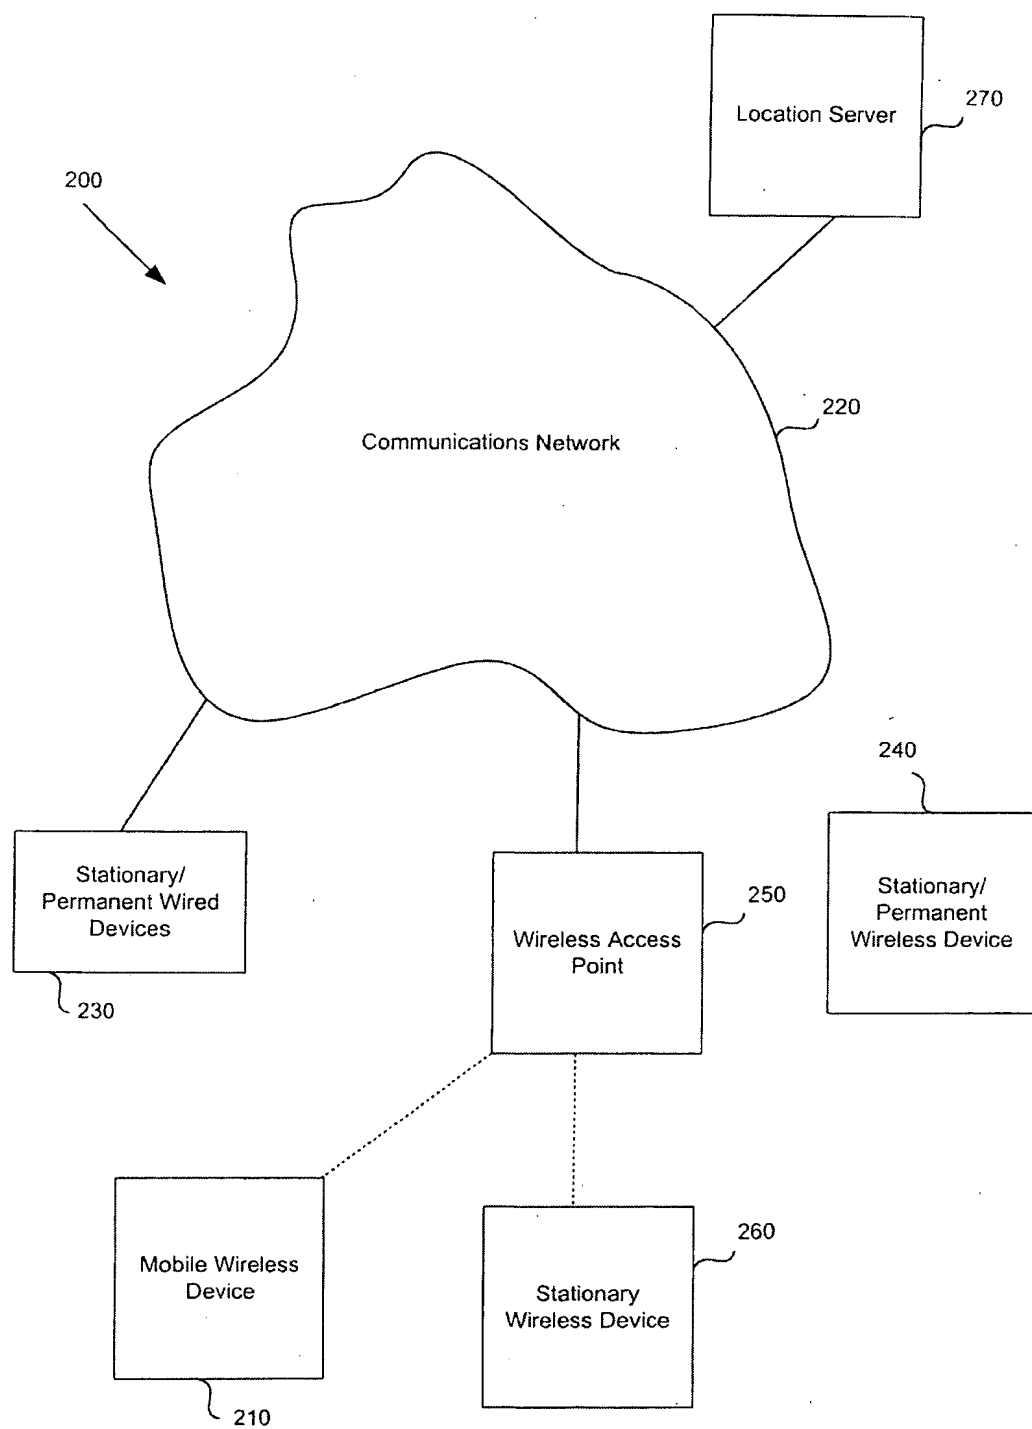 Location Server
270
200
220
Communications Network
240
Stationary/
Permanent Wired
Devices
230
Wireless Access
Point
250
Stationary/
Permanent
Wireless Device
Mobile Wireless
Device
210
Stationary
Wireless Device
260